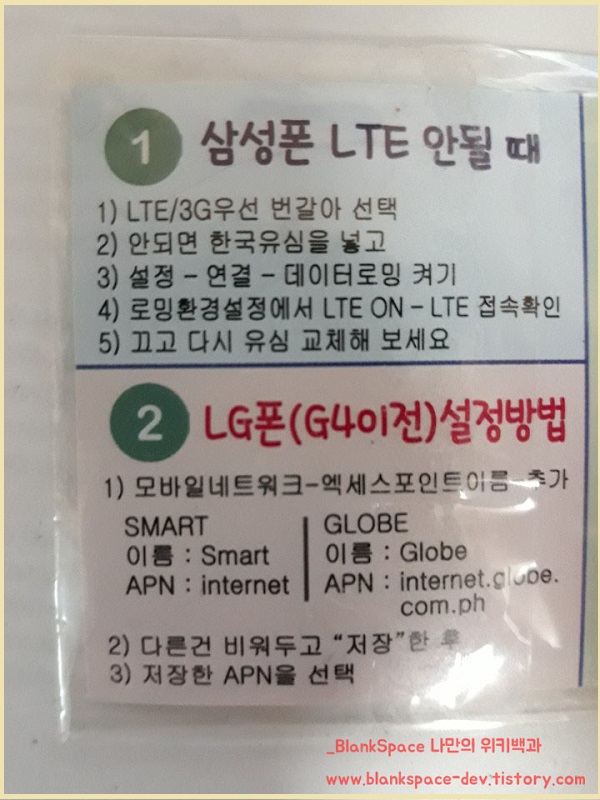 1 삼성폰 LTE 안될 때
1) LTE/3G우선 번갈아 선택
2) 안되면 한국유심을 넣고
3) 설정 - 연결 - 데이터로밍 켜기
4) 로밍환경설정에서 LTE ON - LTE 접속확인
5) 끄고 다시 유심 교체해 보세요
2 LG폰(G4이전)설정방법
1) 모바일네트워크-엑세스포인트이름-추가
SMART
이름 : Smart
APN : internet
GLOBE
이름 : Globe
APN : internet.globe.
com.ph
2) 다른건 비워두고 "저장"한 후
3) 저장한 APN을 선택
_BlankSpace 나만의 위키백과
www.blankspace-dev.tistory.com